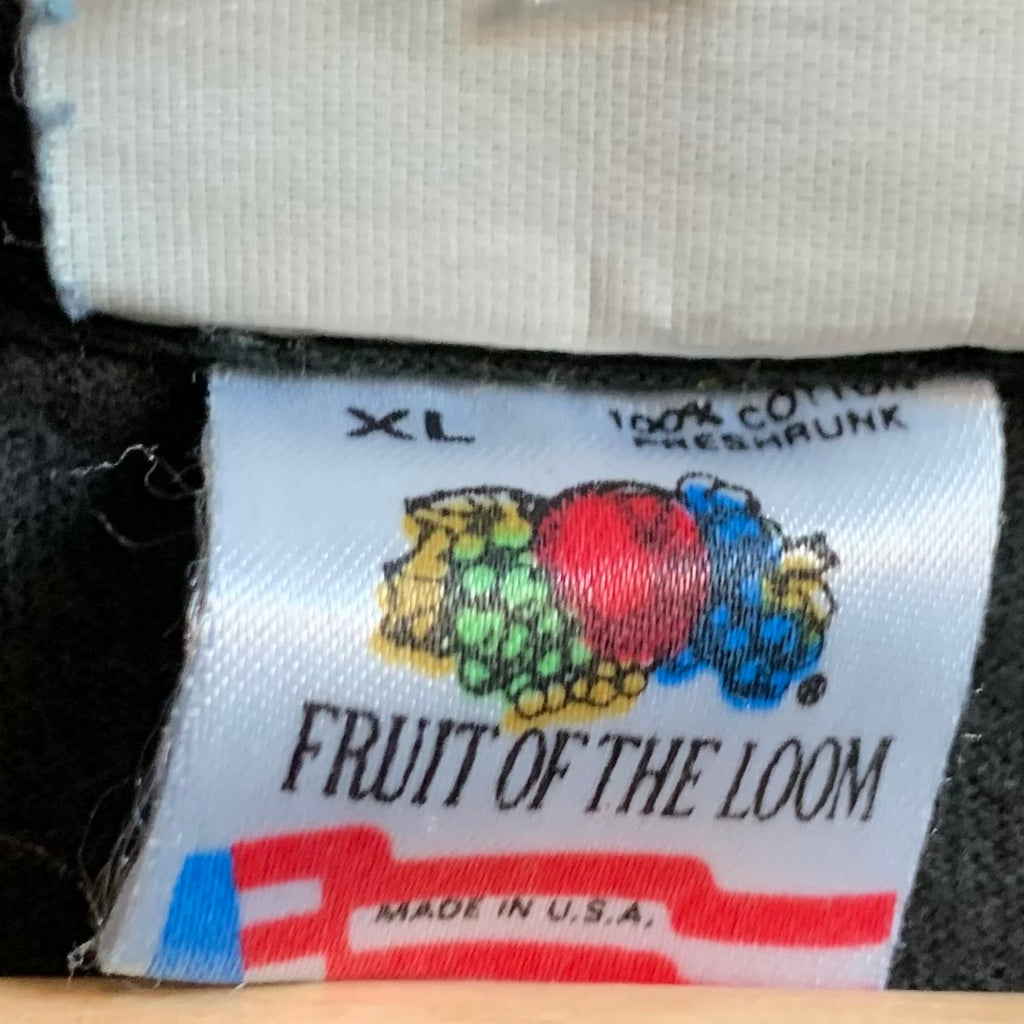 XL
100% COTTON
PRESHRUNK
®
FRUIT OF THE LOOM
MADE IN U.S.A.